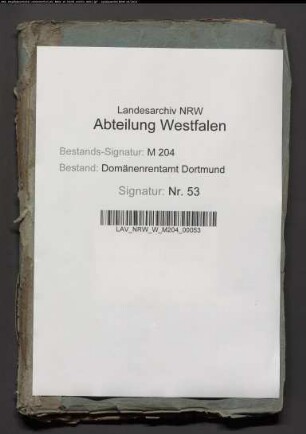 Landesarchiv NRW
Abteilung Westfalen
Bestands-Signatur: M 204
Bestand: Domänenrentamt Dortmund
Signatur: Nr. 53
LAV_NRW_W_M204_00053